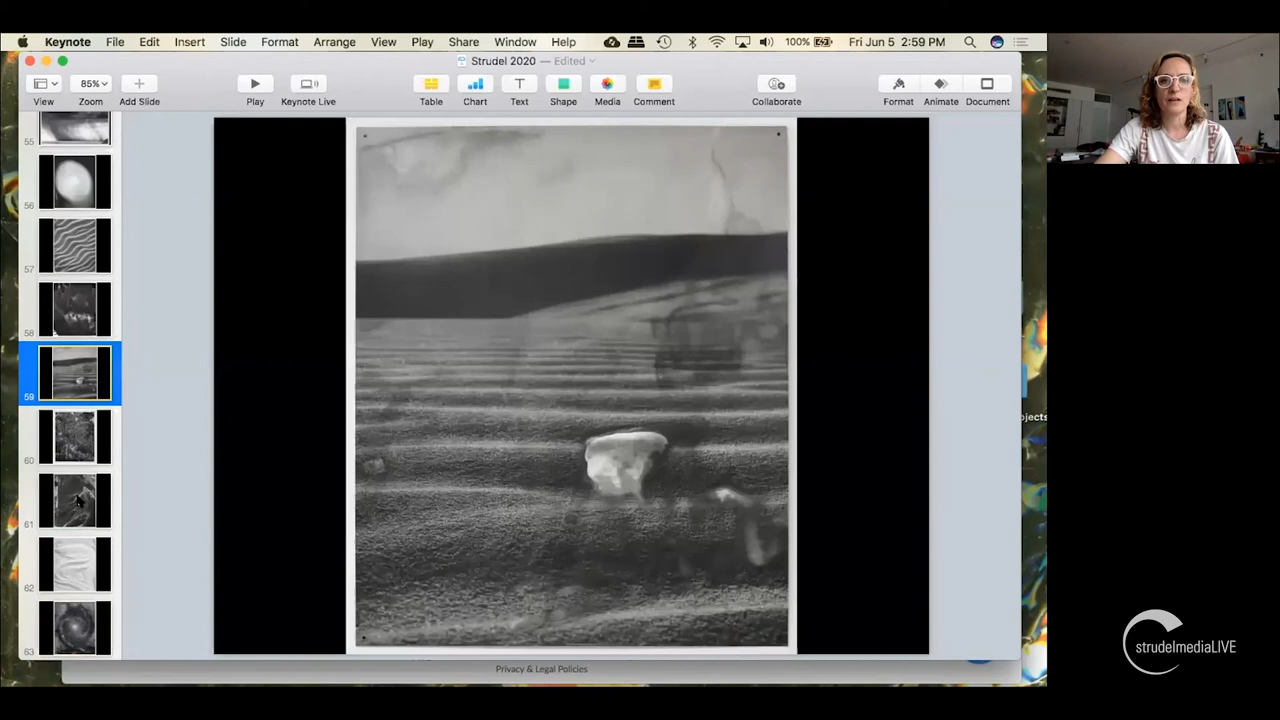 Keynote File Edit Insert Slide Format Arrange View Play Share Window Help 100% Fri Jun 5 2:59 PM
Strudel 2020 — Edited
85%
View Zoom Add Slide Play Keynote Live Table Chart Text Shape Media Comment Collaborate Format Animate Document
55
56
57
58
59
60
61
62
63
ojects
Privacy & Legal Policies
strudelmediaLIVE